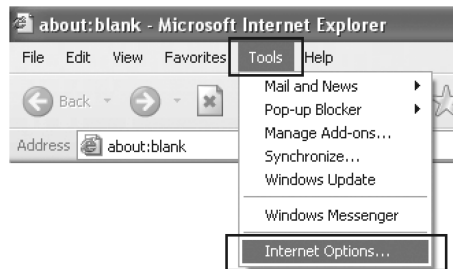 about:blank - Microsoft Internet Explorer
File Edit View Favorites Tools Help
Back
Address about:blank
Mail and News
Pop-up Blocker
Manage Add-ons...
Synchronize...
Windows Update
Windows Messenger
Internet Options...